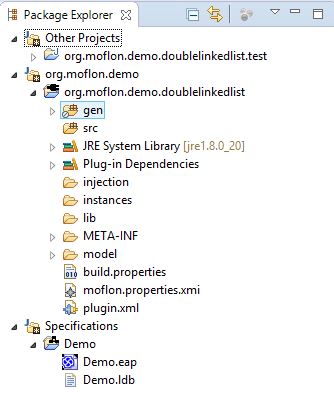 Package Explorer
Other Projects
org.moflon.demo.doublelinkedlist.test
org.moflon.demo
org.moflon.demo.doublelinkedlist
gen
src
JRE System Library [jre1.8.0_20]
Plug-in Dependencies
injection
instances
lib
META-INF
model
build.properties
moflon.properties.xmi
plugin.xml
Specifications
Demo
Demo.eap
Demo.ldb